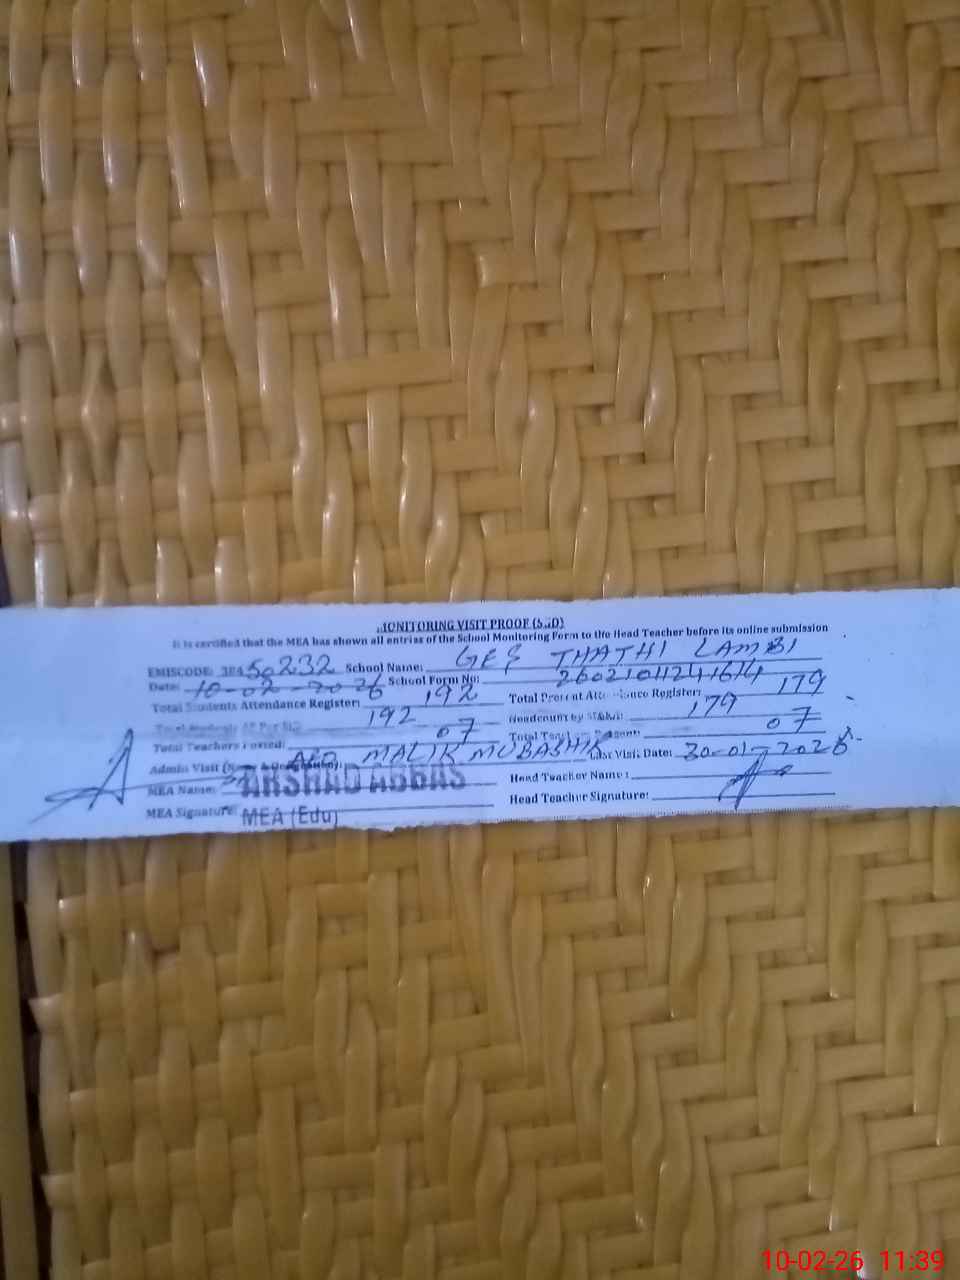 MONITORING VISIT PROOF (S.D)
It is certified that the MEA has shown all entries of the School Monitoring Form to the Head Teacher before its online submission
EMISCODE: 384 50232 School Name: GES THATHI LAMBI
Date: 10-02-2026 School Form No:
Total Students Attendance Register: 192 Total Present Attendance Register: 179
192 Headcount by 179
Total Teachers Posted: 07 07
Admin Visit MALIK MUBASHIR Last Visit Date: 30-01-2026
MEA Name: ARSHAD ABBAS Head Teacher Name:
MEA Signature: MEA (Edu) Head Teacher Signature:
10-02-26 11:39